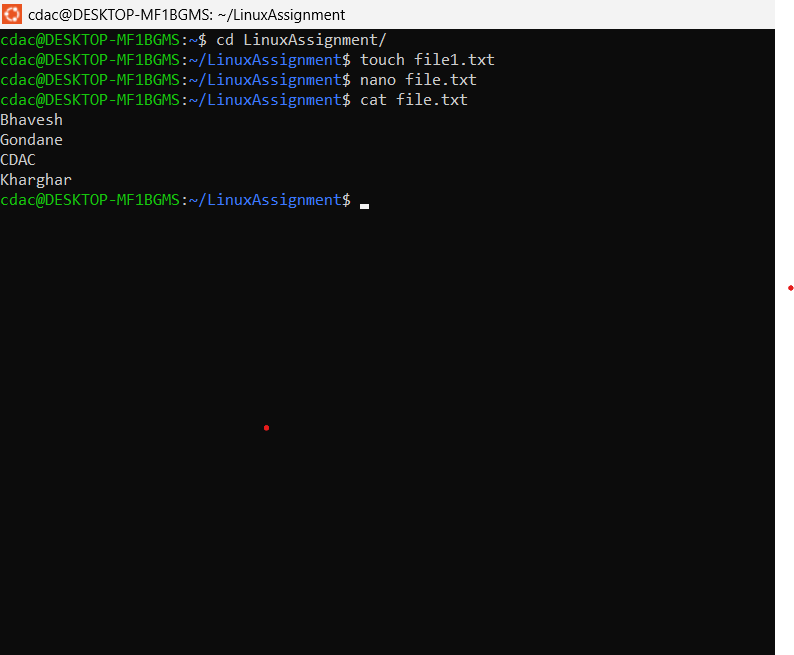 cdac@DESKTOP-MF1BGMS: ~/LinuxAssignment
cdac@DESKTOP-MF1BGMS:~$ cd LinuxAssignment/
cdac@DESKTOP-MF1BGMS:~/LinuxAssignment$ touch file1.txt
cdac@DESKTOP-MF1BGMS:~/LinuxAssignment$ nano file.txt
cdac@DESKTOP-MF1BGMS:~/LinuxAssignment$ cat file.txt
Bhavesh
Gondane
CDAC
Kharghar
cdac@DESKTOP-MF1BGMS:~/LinuxAssignment$